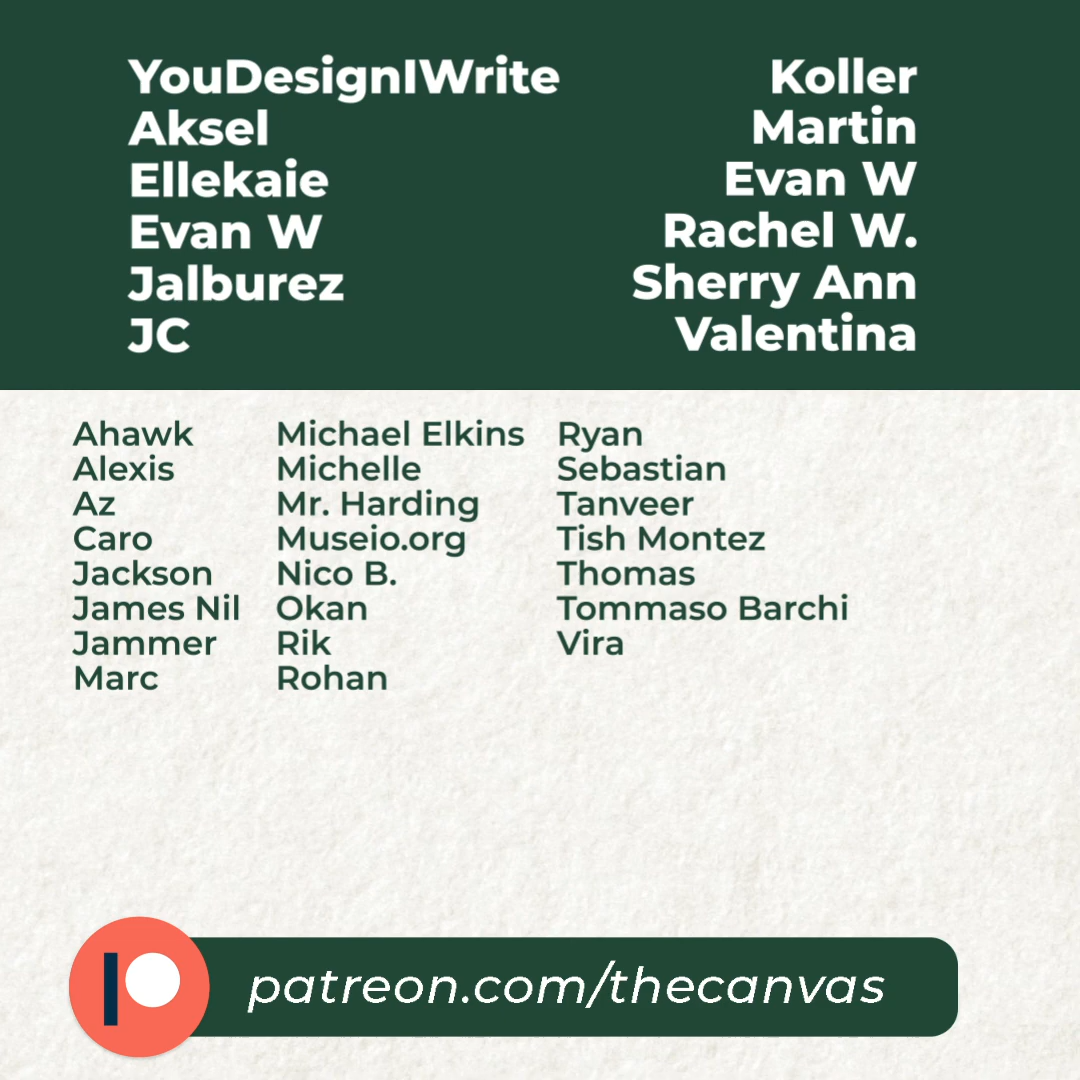 YouDesignIWrite
Aksel
Ellekaie
Evan W
Jalburez
JC
Koller
Martin
Evan W
Rachel W.
Sherry Ann
Valentina
Ahawk
Alexis
Az
Caro
Jackson
James Nil
Jammer
Marc
Michael Elkins
Michelle
Mr. Harding
Museio.org
Nico B.
Okan
Rik
Rohan
Ryan
Sebastian
Tanveer
Tish Montez
Thomas
Tommaso Barchi
Vira
patreon.com/thecanvas